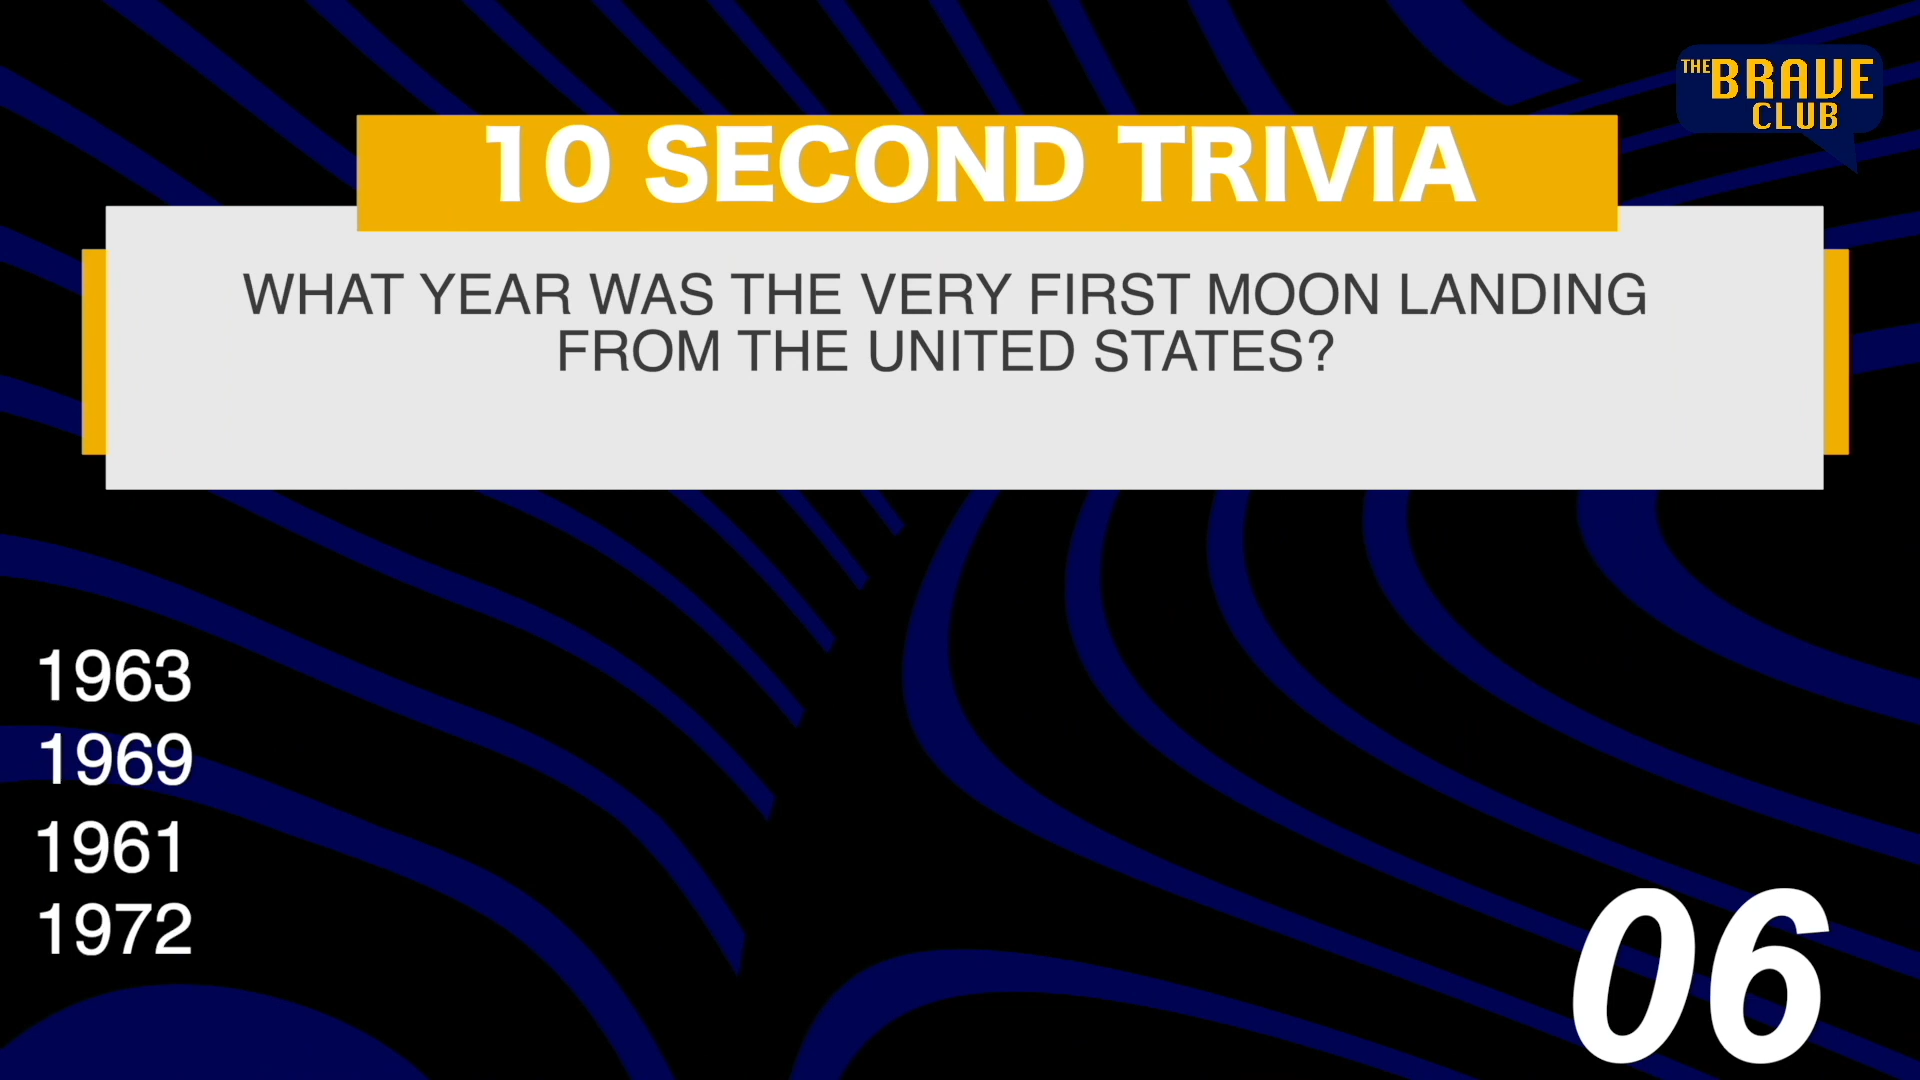 THE BRAVE
CLUB
10 SECOND TRIVIA
WHAT YEAR WAS THE VERY FIRST MOON LANDING
FROM THE UNITED STATES?
1963
1969
1961
1972
06